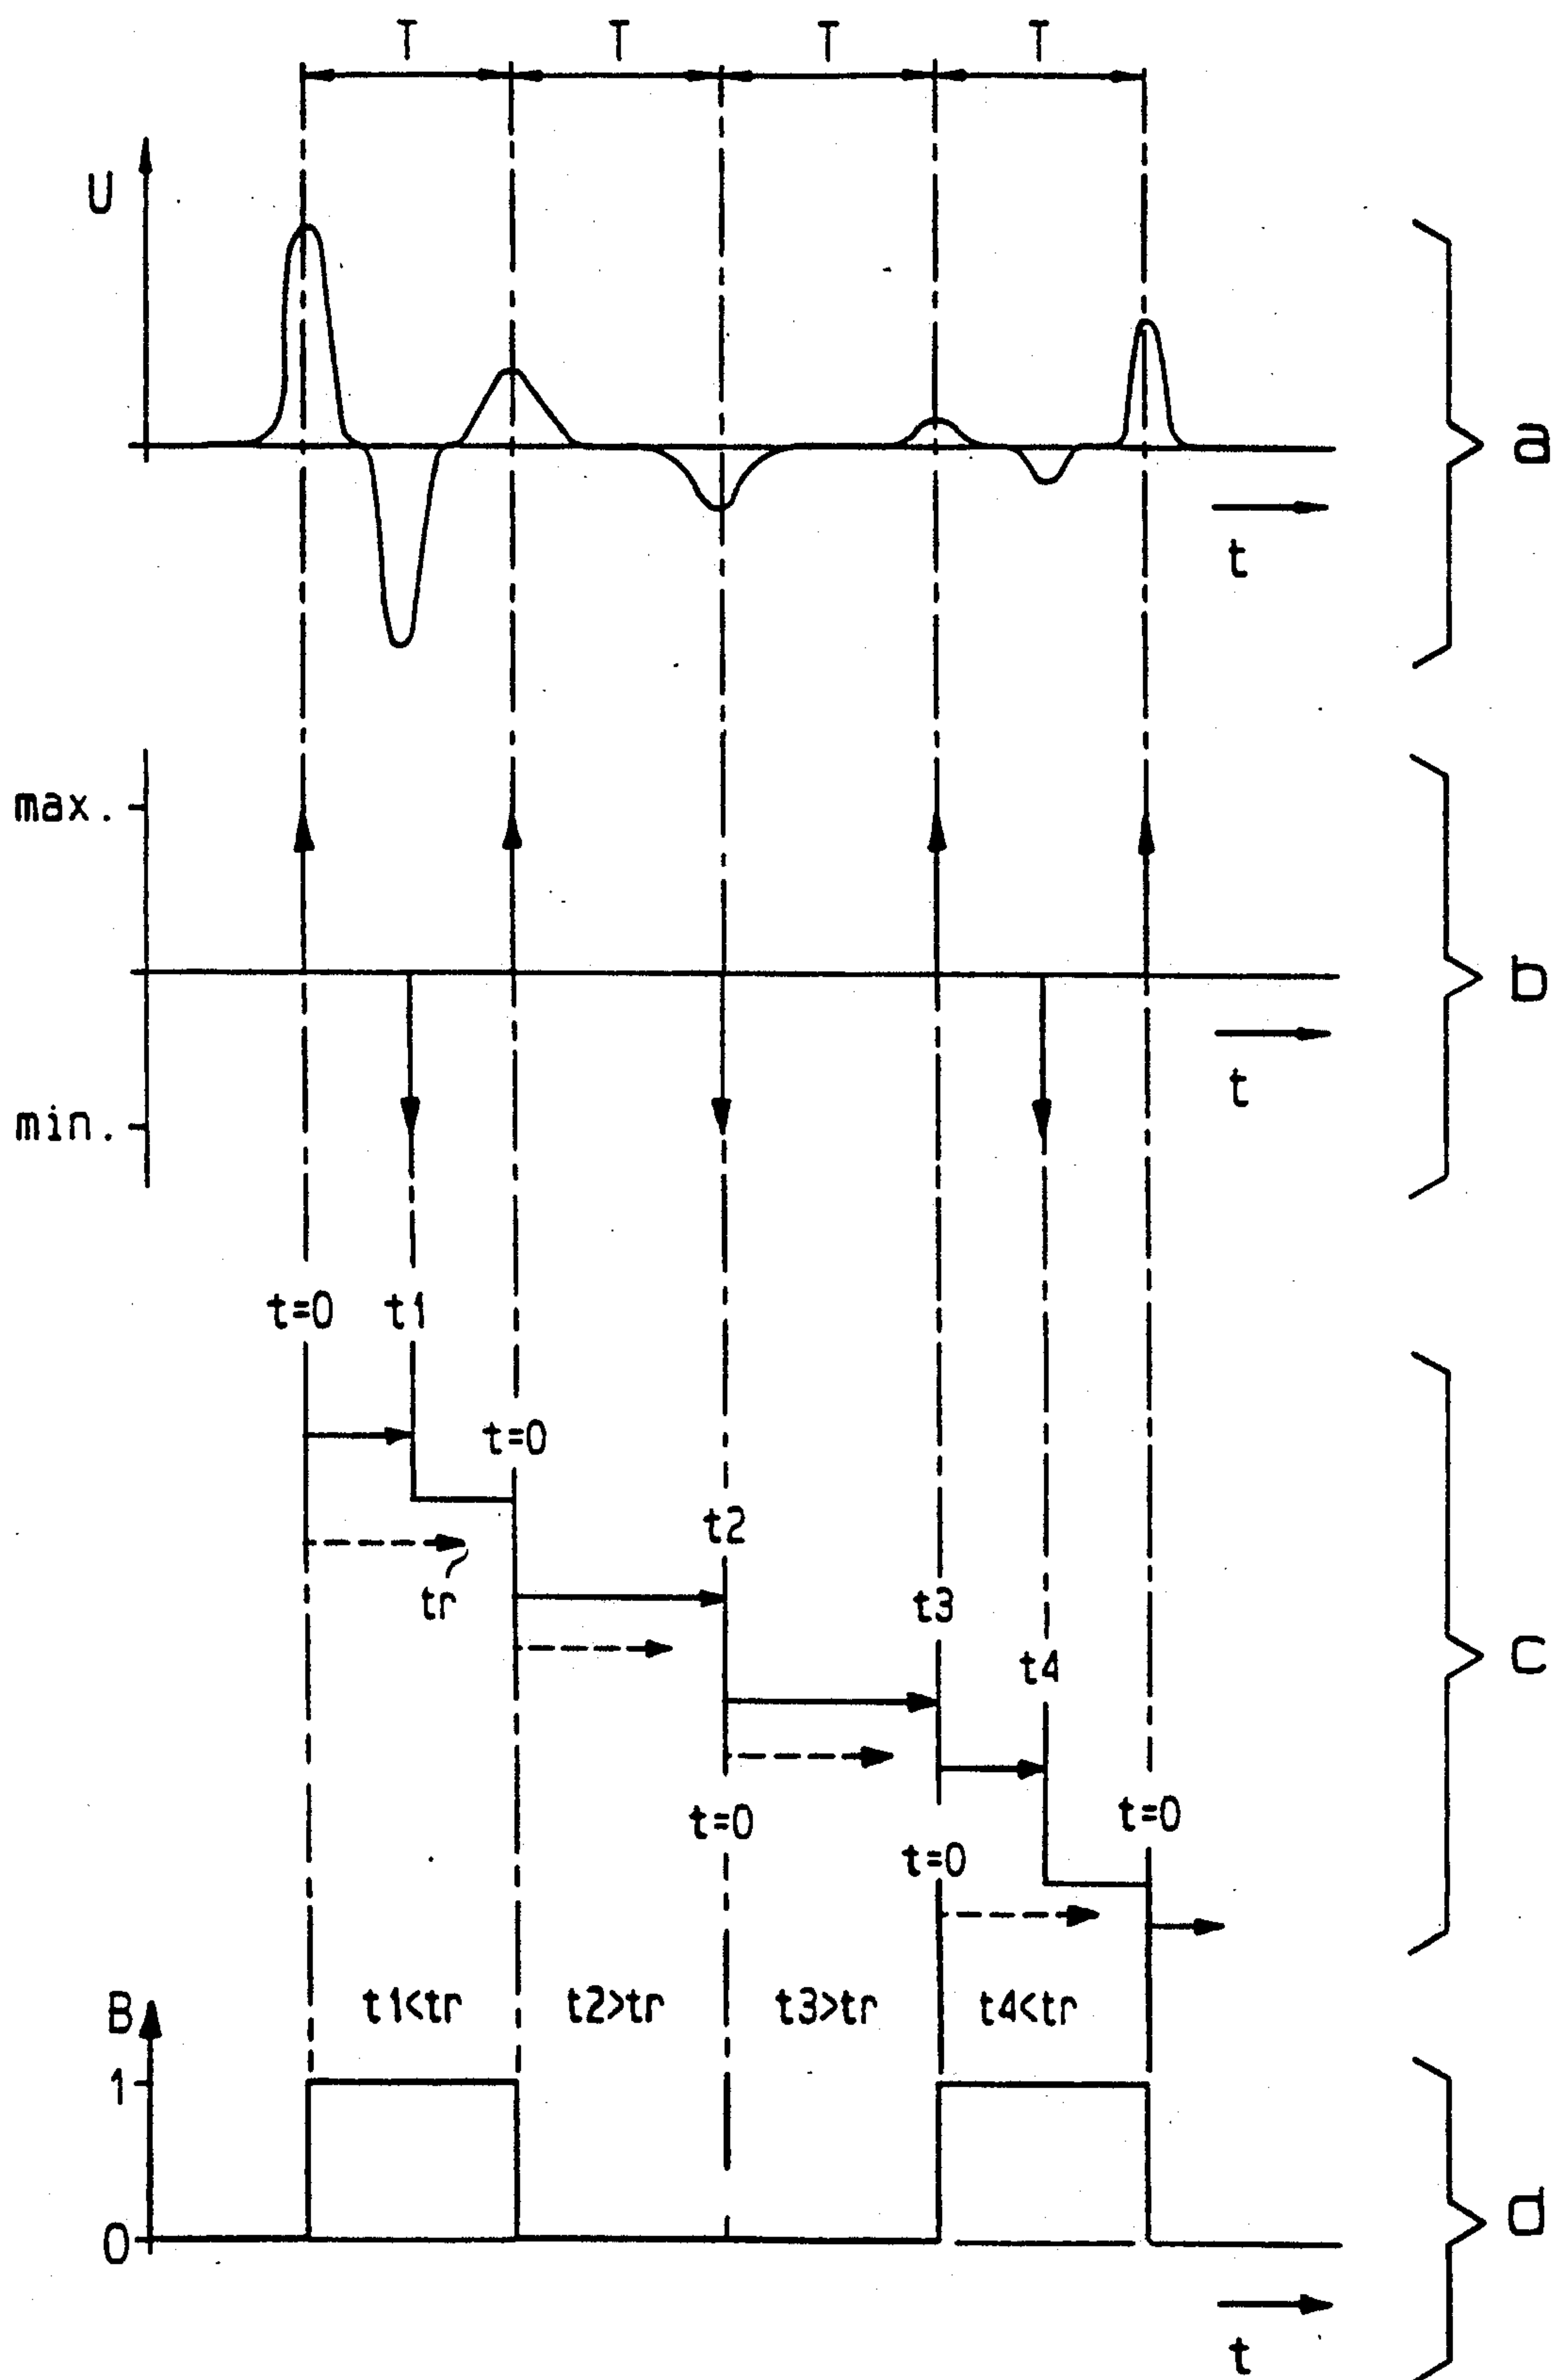 T T T T
U
a
t
max.
b
t
min.
t=0 t1
t=0
t2
tr
t3
t4
c
t=0
t=0
t=0
B
t1<tr t2>tr t3>tr t4<tr
1
d
0
t